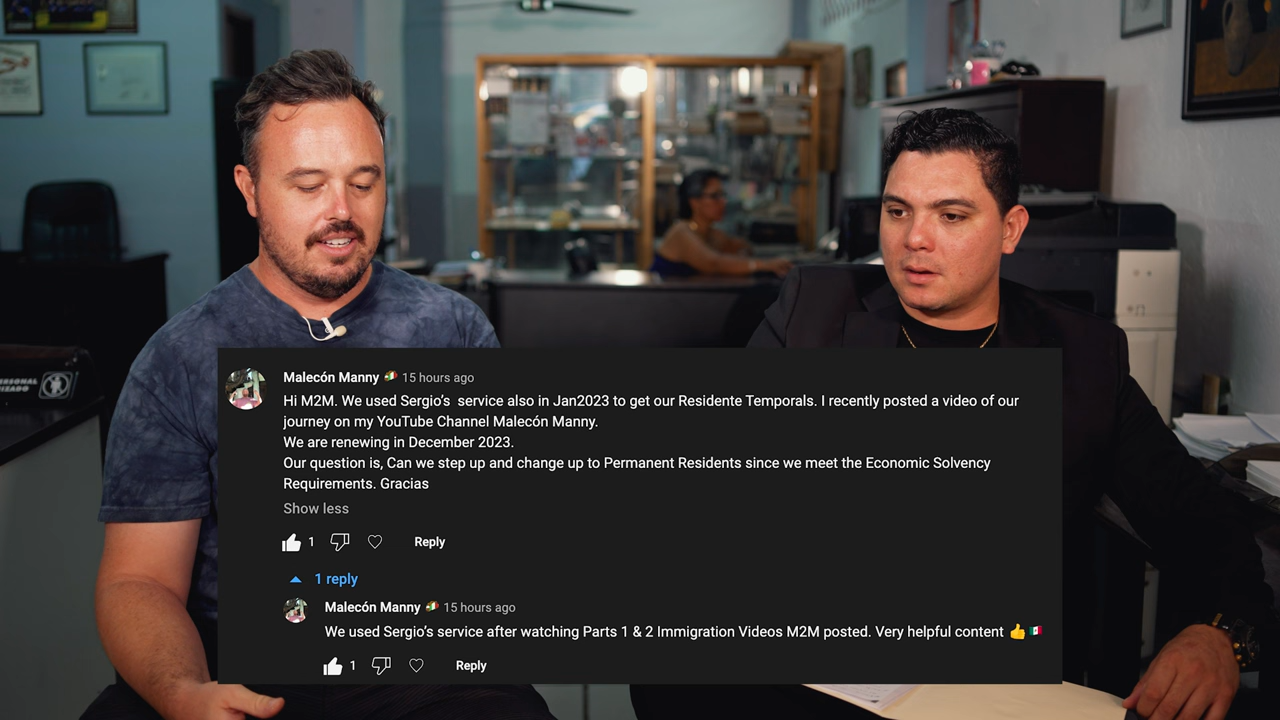 Malecón Manny 15 hours ago
Hi M2M. We used Sergio's  service also in Jan2023 to get our Residente Temporals. I recently posted a video of our
journey on my YouTube Channel Malecón Manny.
We are renewing in December 2023.
Our question is, Can we step up and change up to Permanent Residents since we meet the Economic Solvency
Requirements. Gracias
Show less
1 Reply
1 reply
Malecón Manny 15 hours ago
We used Sergio's service after watching Parts 1 & 2 Immigration Videos M2M posted. Very helpful content 👍🇲🇽
1 Reply
PERSONAL